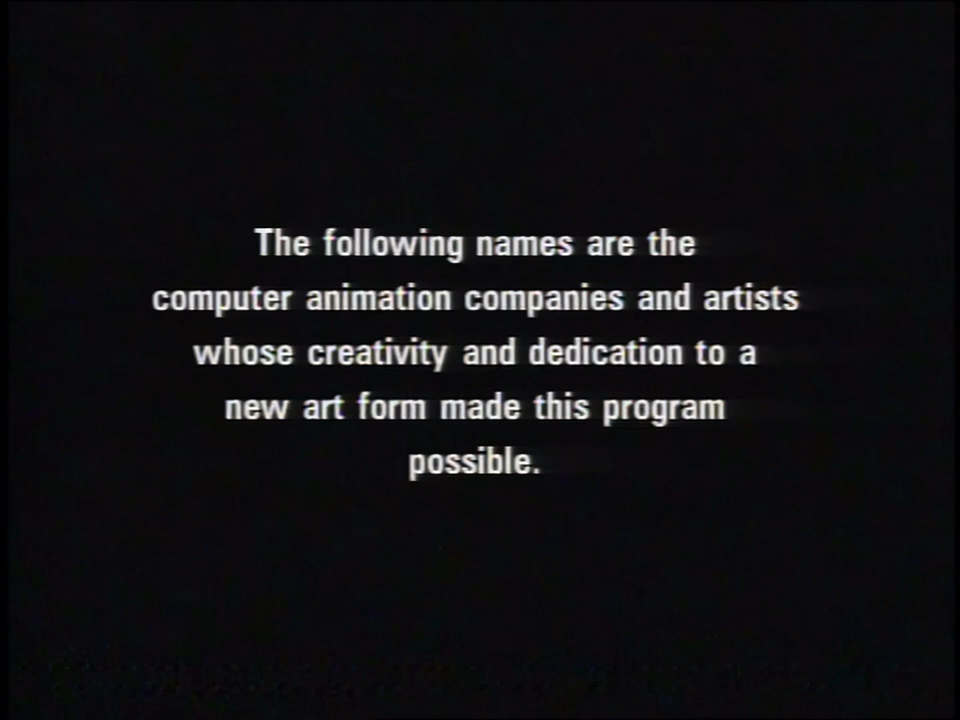 The following names are the
computer animation companies and artists
whose creativity and dedication to a
new art form made this program
possible.